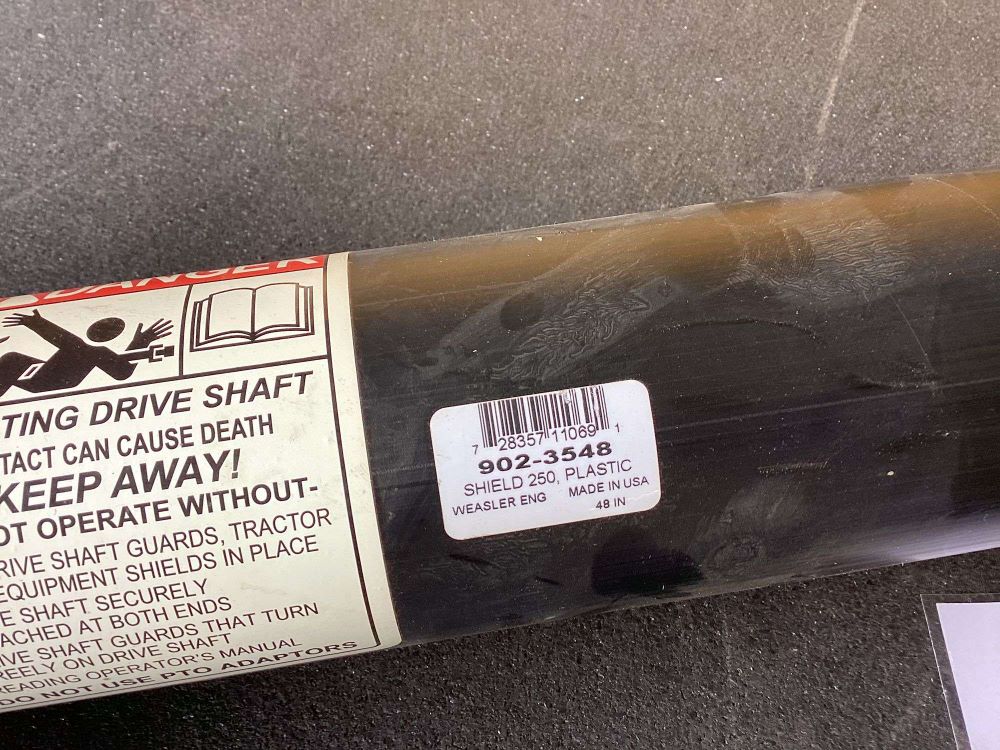 DANGER
TING DRIVE SHAFT
TACT CAN CAUSE DEATH
KEEP AWAY!
OT OPERATE WITHOUT-
RIVE SHAFT GUARDS, TRACTOR
EQUIPMENT SHIELDS IN PLACE
E SHAFT SECURELY
ACHED AT BOTH ENDS
IVE SHAFT GUARDS THAT TURN
REELY ON DRIVE SHAFT
READING OPERATOR'S MANUAL
DO NOT USE PTO ADAPTORS
7 28357 11069 1
902-3548
SHIELD 250, PLASTIC
WEASLER ENG MADE IN USA
48 IN